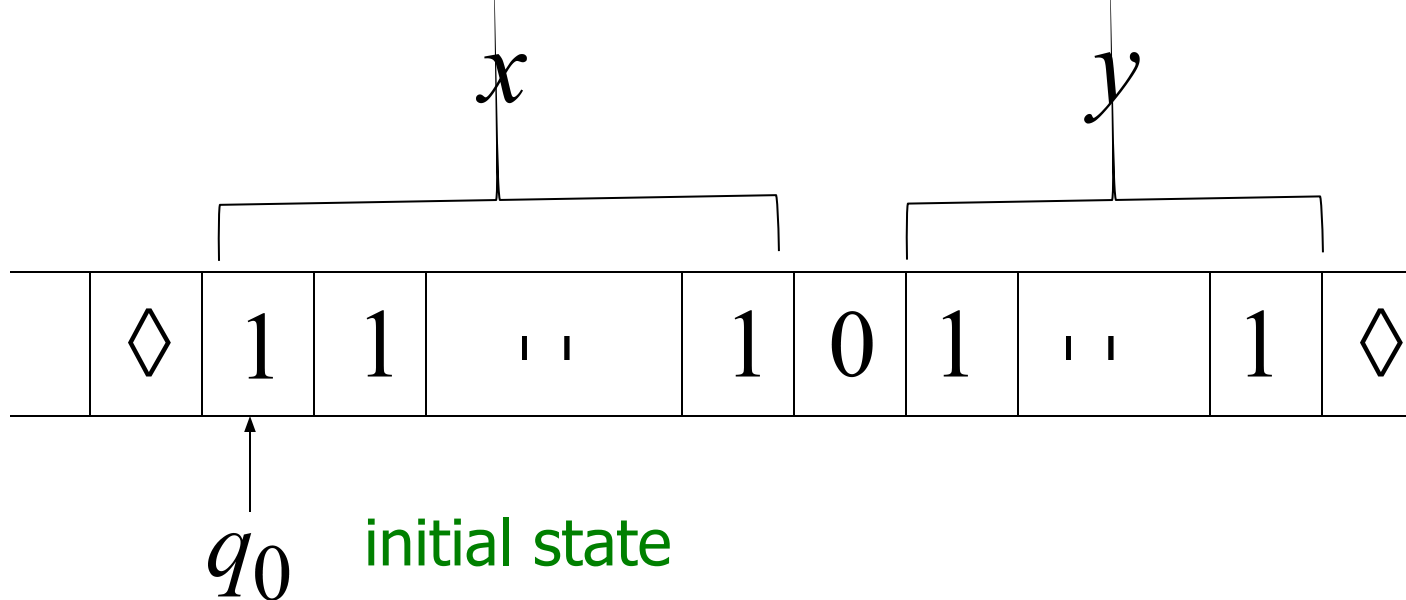 x y
◊ 1 1 ' ' 1 0 1 ' ' 1 ◊
q0 initial state